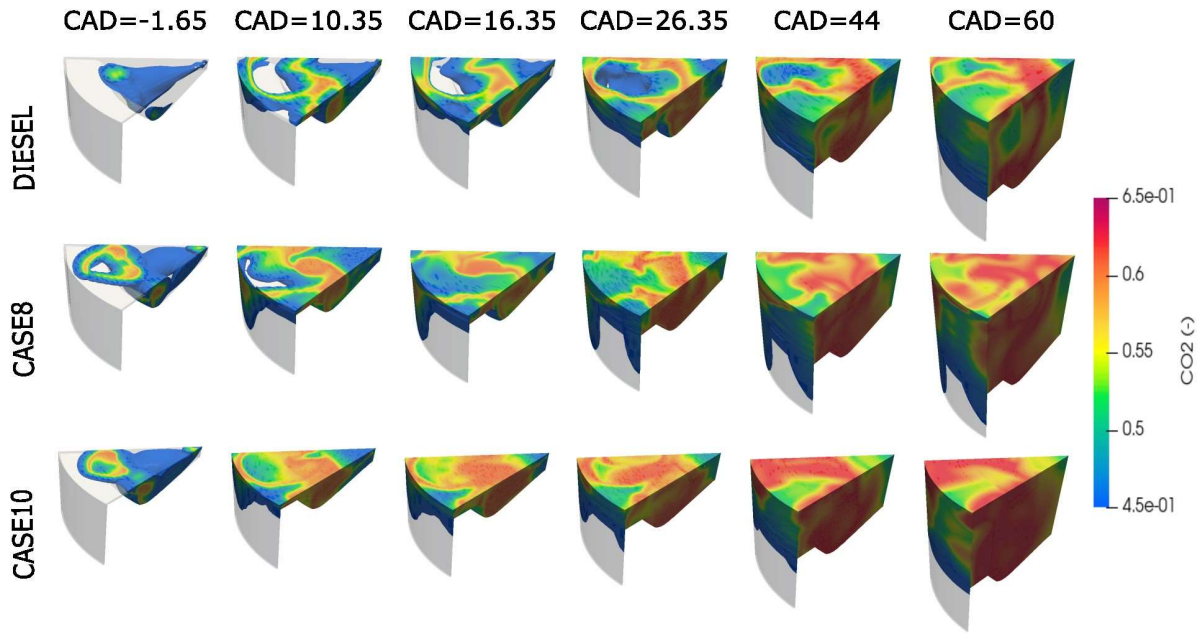 CAD=-1.65 CAD=10.35 CAD=16.35 CAD=26.35 CAD=44 CAD=60
DIESEL
CASE8
CASE10
6.5e-01
0.6
0.55
0.5
4.5e-01
CO2 (-)